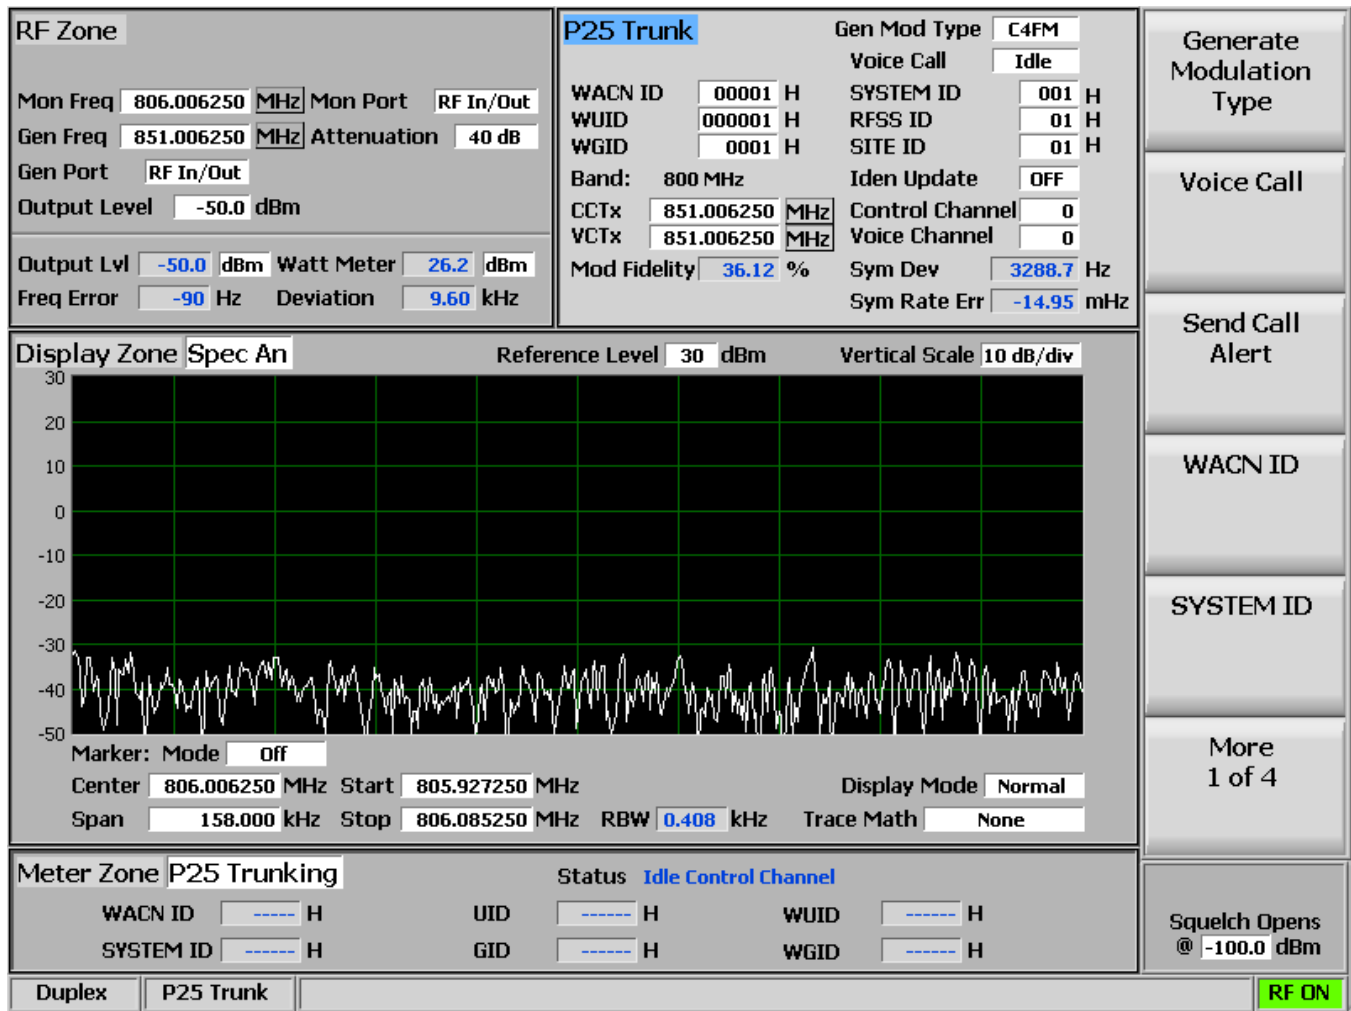 RF Zone
Mon Freq 806.006250 MHz Mon Port RF In/Out
Gen Freq 851.006250 MHz Attenuation 40 dB
Gen Port RF In/Out
Output Level -50.0 dBm
Output Lvl -50.0 dBm Watt Meter 26.2 dBm
Freq Error -90 Hz Deviation 9.60 kHz
P25 Trunk Gen Mod Type C4FM
Voice Call Idle
WACN ID 00001 H SYSTEM ID 001 H
WUID 000001 H RFSS ID 01 H
WGID 0001 H SITE ID 01 H
Band: 800 MHz Iden Update OFF
CCTx 851.006250 MHz Control Channel 0
VCTx 851.006250 MHz Voice Channel 0
Mod Fidelity 36.12 % Sym Dev 3288.7 Hz
Sym Rate Err -14.95 mHz
Display Zone Spec An Reference Level 30 dBm Vertical Scale 10 dB/div
30
20
10
0
-10
-20
-30
-40
-50
Marker: Mode Off
Center 806.006250 MHz Start 805.927250 MHz Display Mode Normal
Span 158.000 kHz Stop 806.085250 MHz RBW 0.408 kHz Trace Math None
Meter Zone P25 Trunking Status Idle Control Channel
WACN ID ----- H UID ------ H WUID ------ H
SYSTEM ID ----- H GID ------ H WGID ------ H
Duplex P25 Trunk RF ON
Generate
Modulation
Type
Voice Call
Send Call
Alert
WACN ID
SYSTEM ID
More
1 of 4
Squelch Opens
@ -100.0 dBm